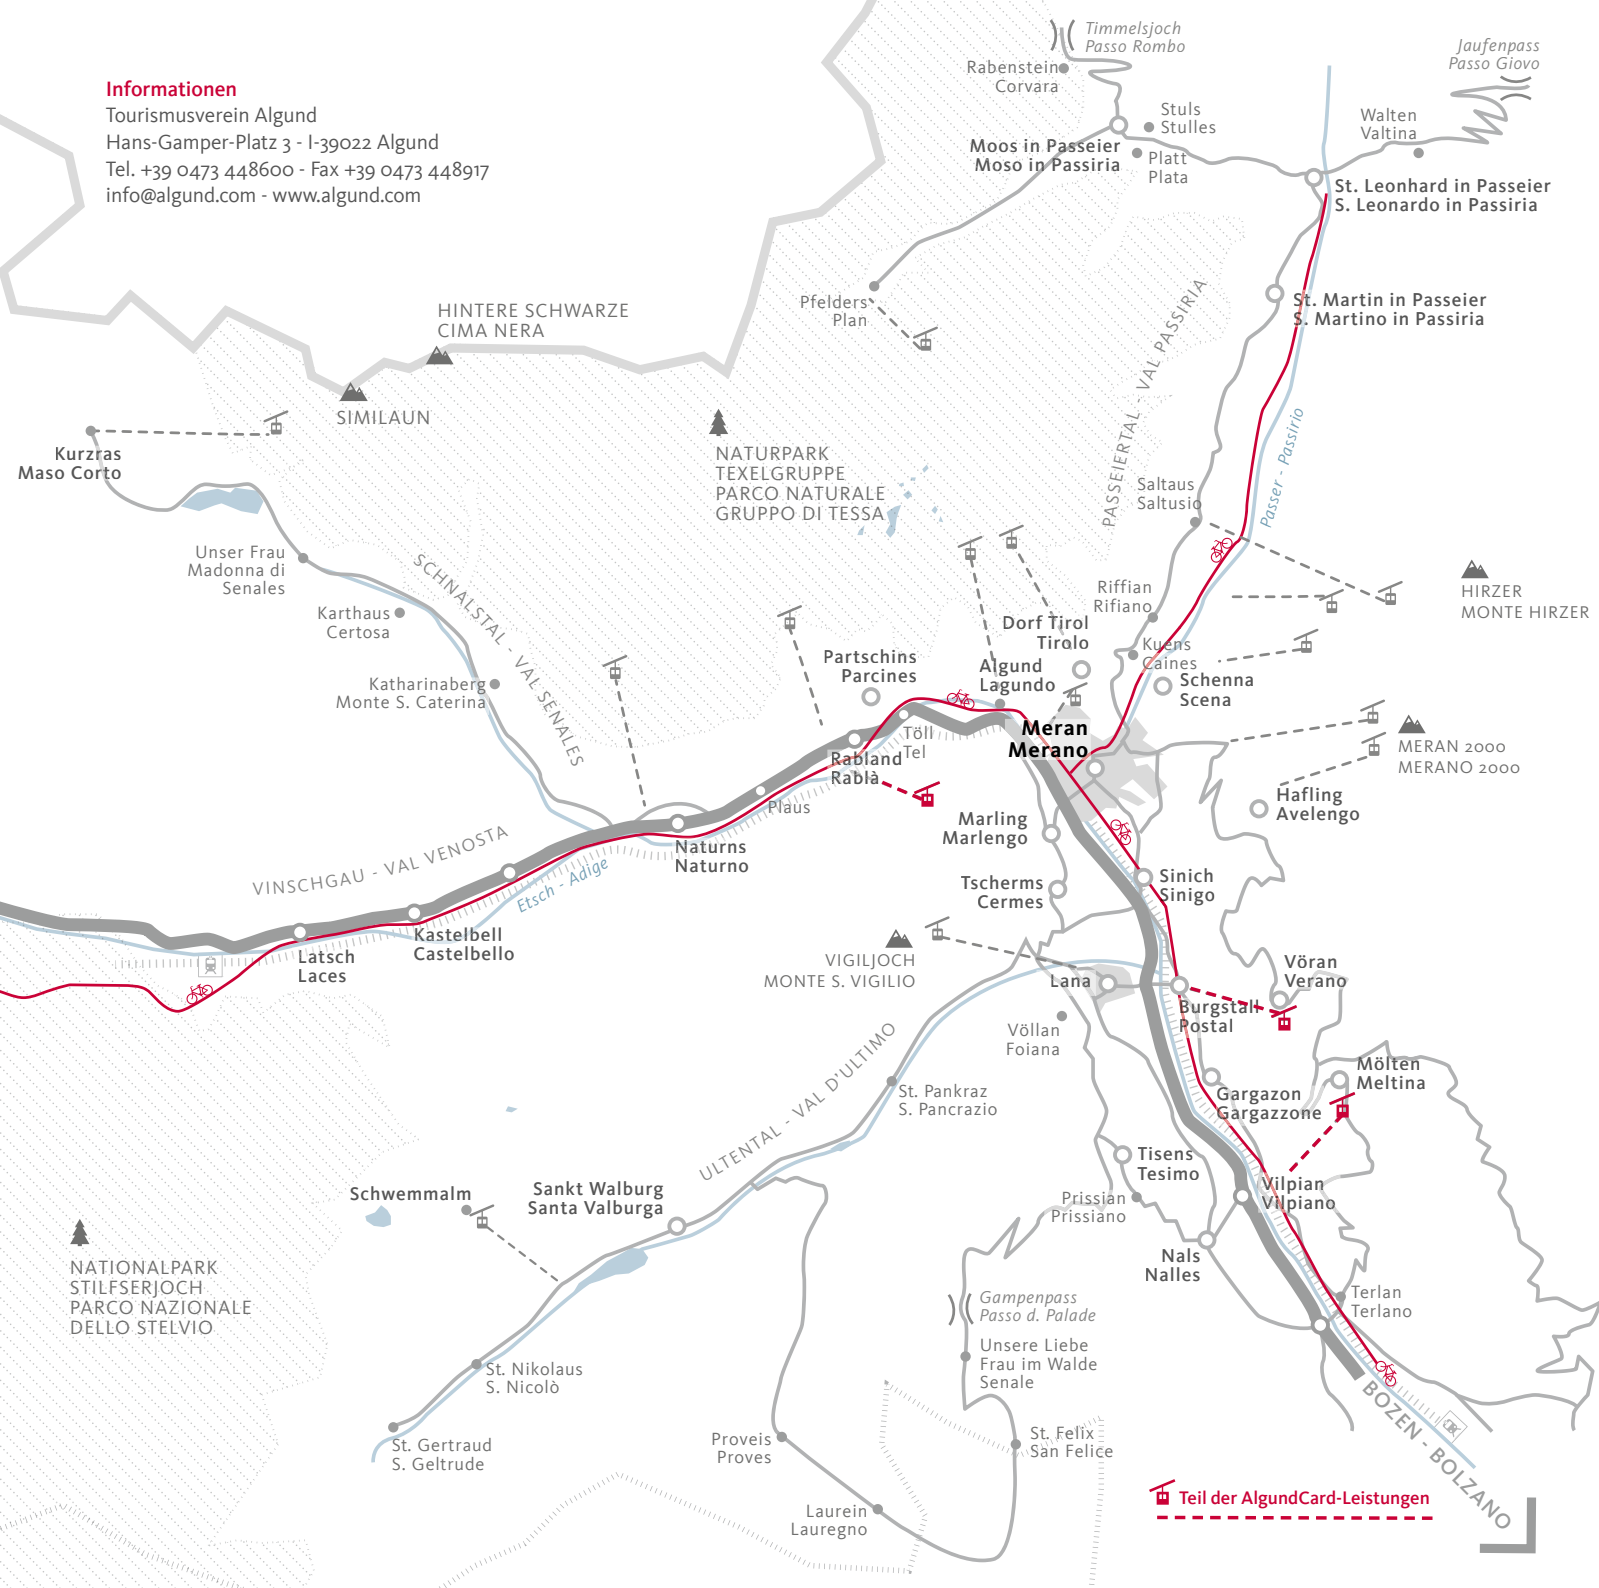 Informationen
Tourismusverein Algund
Hans-Gamper-Platz 3 - I-39022 Algund
Tel. +39 0473 448600 - Fax +39 0473 448917
info@algund.com - www.algund.com
Timmelsjoch
Passo Rombo
Jaufenpass
Passo Giovo
Rabenstein
Corvara
Stuls
Stulles
Walten
Valtina
Moos in Passeier
Moso in Passiria
Platt
Plata
St. Leonhard in Passeier
S. Leonardo in Passiria
Pfelders
Plan
St. Martin in Passeier
S. Martino in Passiria
HINTERE SCHWARZE
CIMA NERA
SIMILAUN
PASSEIERTAL - VAL PASSIRIA
Passer - Passirio
Kurzras
Maso Corto
NATURPARK
TEXELGRUPPE
PARCO NATURALE
GRUPPO DI TESSA
Saltaus
Saltusio
Unser Frau
Madonna di
Senales
SCHNALSTAL - VAL SENALES
Karthaus
Certosa
Riffian
Rifiano
HIRZER
MONTE HIRZER
Dorf Tirol
Tirolo
Kuens
Caines
Katharinaberg
Monte S. Caterina
Partschins
Parcines
Algund
Lagundo
Schenna
Scena
Meran
Merano
Töll
Tel
Rabland
Rablà
MERAN 2000
MERANO 2000
Plaus
Hafling
Avelengo
Marling
Marlengo
VINSCHGAU - VAL VENOSTA
Etsch - Adige
Naturns
Naturno
Tscherms
Cermes
Sinich
Sinigo
Kastelbell
Castelbello
Latsch
Laces
VIGILJOCH
MONTE S. VIGILIO
Lana
Vöran
Verano
Burgstall
Postal
Völlan
Foiana
ULTENTAL - VAL D'ULTIMO
St. Pankraz
S. Pancrazio
Mölten
Meltina
Gargazon
Gargazzone
Tisens
Tesimo
Schwemmalm
Sankt Walburg
Santa Valburga
Prissian
Prissiano
Vilpian
Vilpiano
Nals
Nalles
NATIONALPARK
STILFSERJOCH
PARCO NAZIONALE
DELLO STELVIO
Gampenpass
Passo d. Palade
Terlan
Terlano
Unsere Liebe
Frau im Walde
Senale
St. Nikolaus
S. Nicolò
BOZEN - BOLZANO
St. Gertraud
S. Geltrude
Proveis
Proves
St. Felix
San Felice
Laurein
Lauregno
Teil der AlgundCard-Leistungen